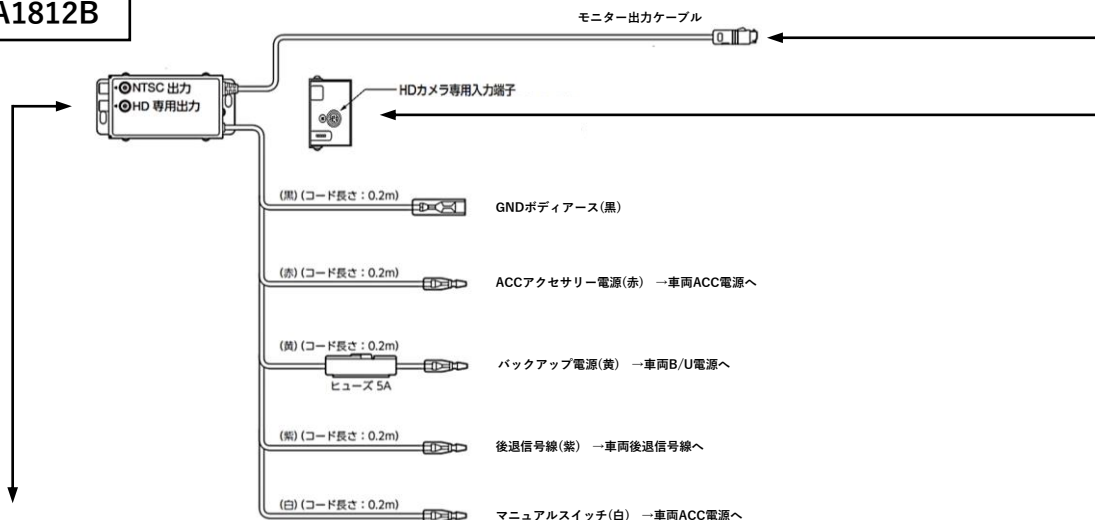 A1812B
モニター出力ケーブル
NTSC 出力
HD 専用出力
HDカメラ専用入力端子
(黒) (コード長さ：0.2m)
GNDボディアース(黒)
(赤) (コード長さ：0.2m)
ACCアクセサリー電源(赤)　→車両ACC電源へ
(黄) (コード長さ：0.2m)
バックアップ電源(黄)　→車両B/U電源へ
ヒューズ 5A
(紫) (コード長さ：0.2m)
後退信号線(紫)　→車両後退信号線へ
(白) (コード長さ：0.2m)
マニュアルスイッチ(白)　→車両ACC電源へ